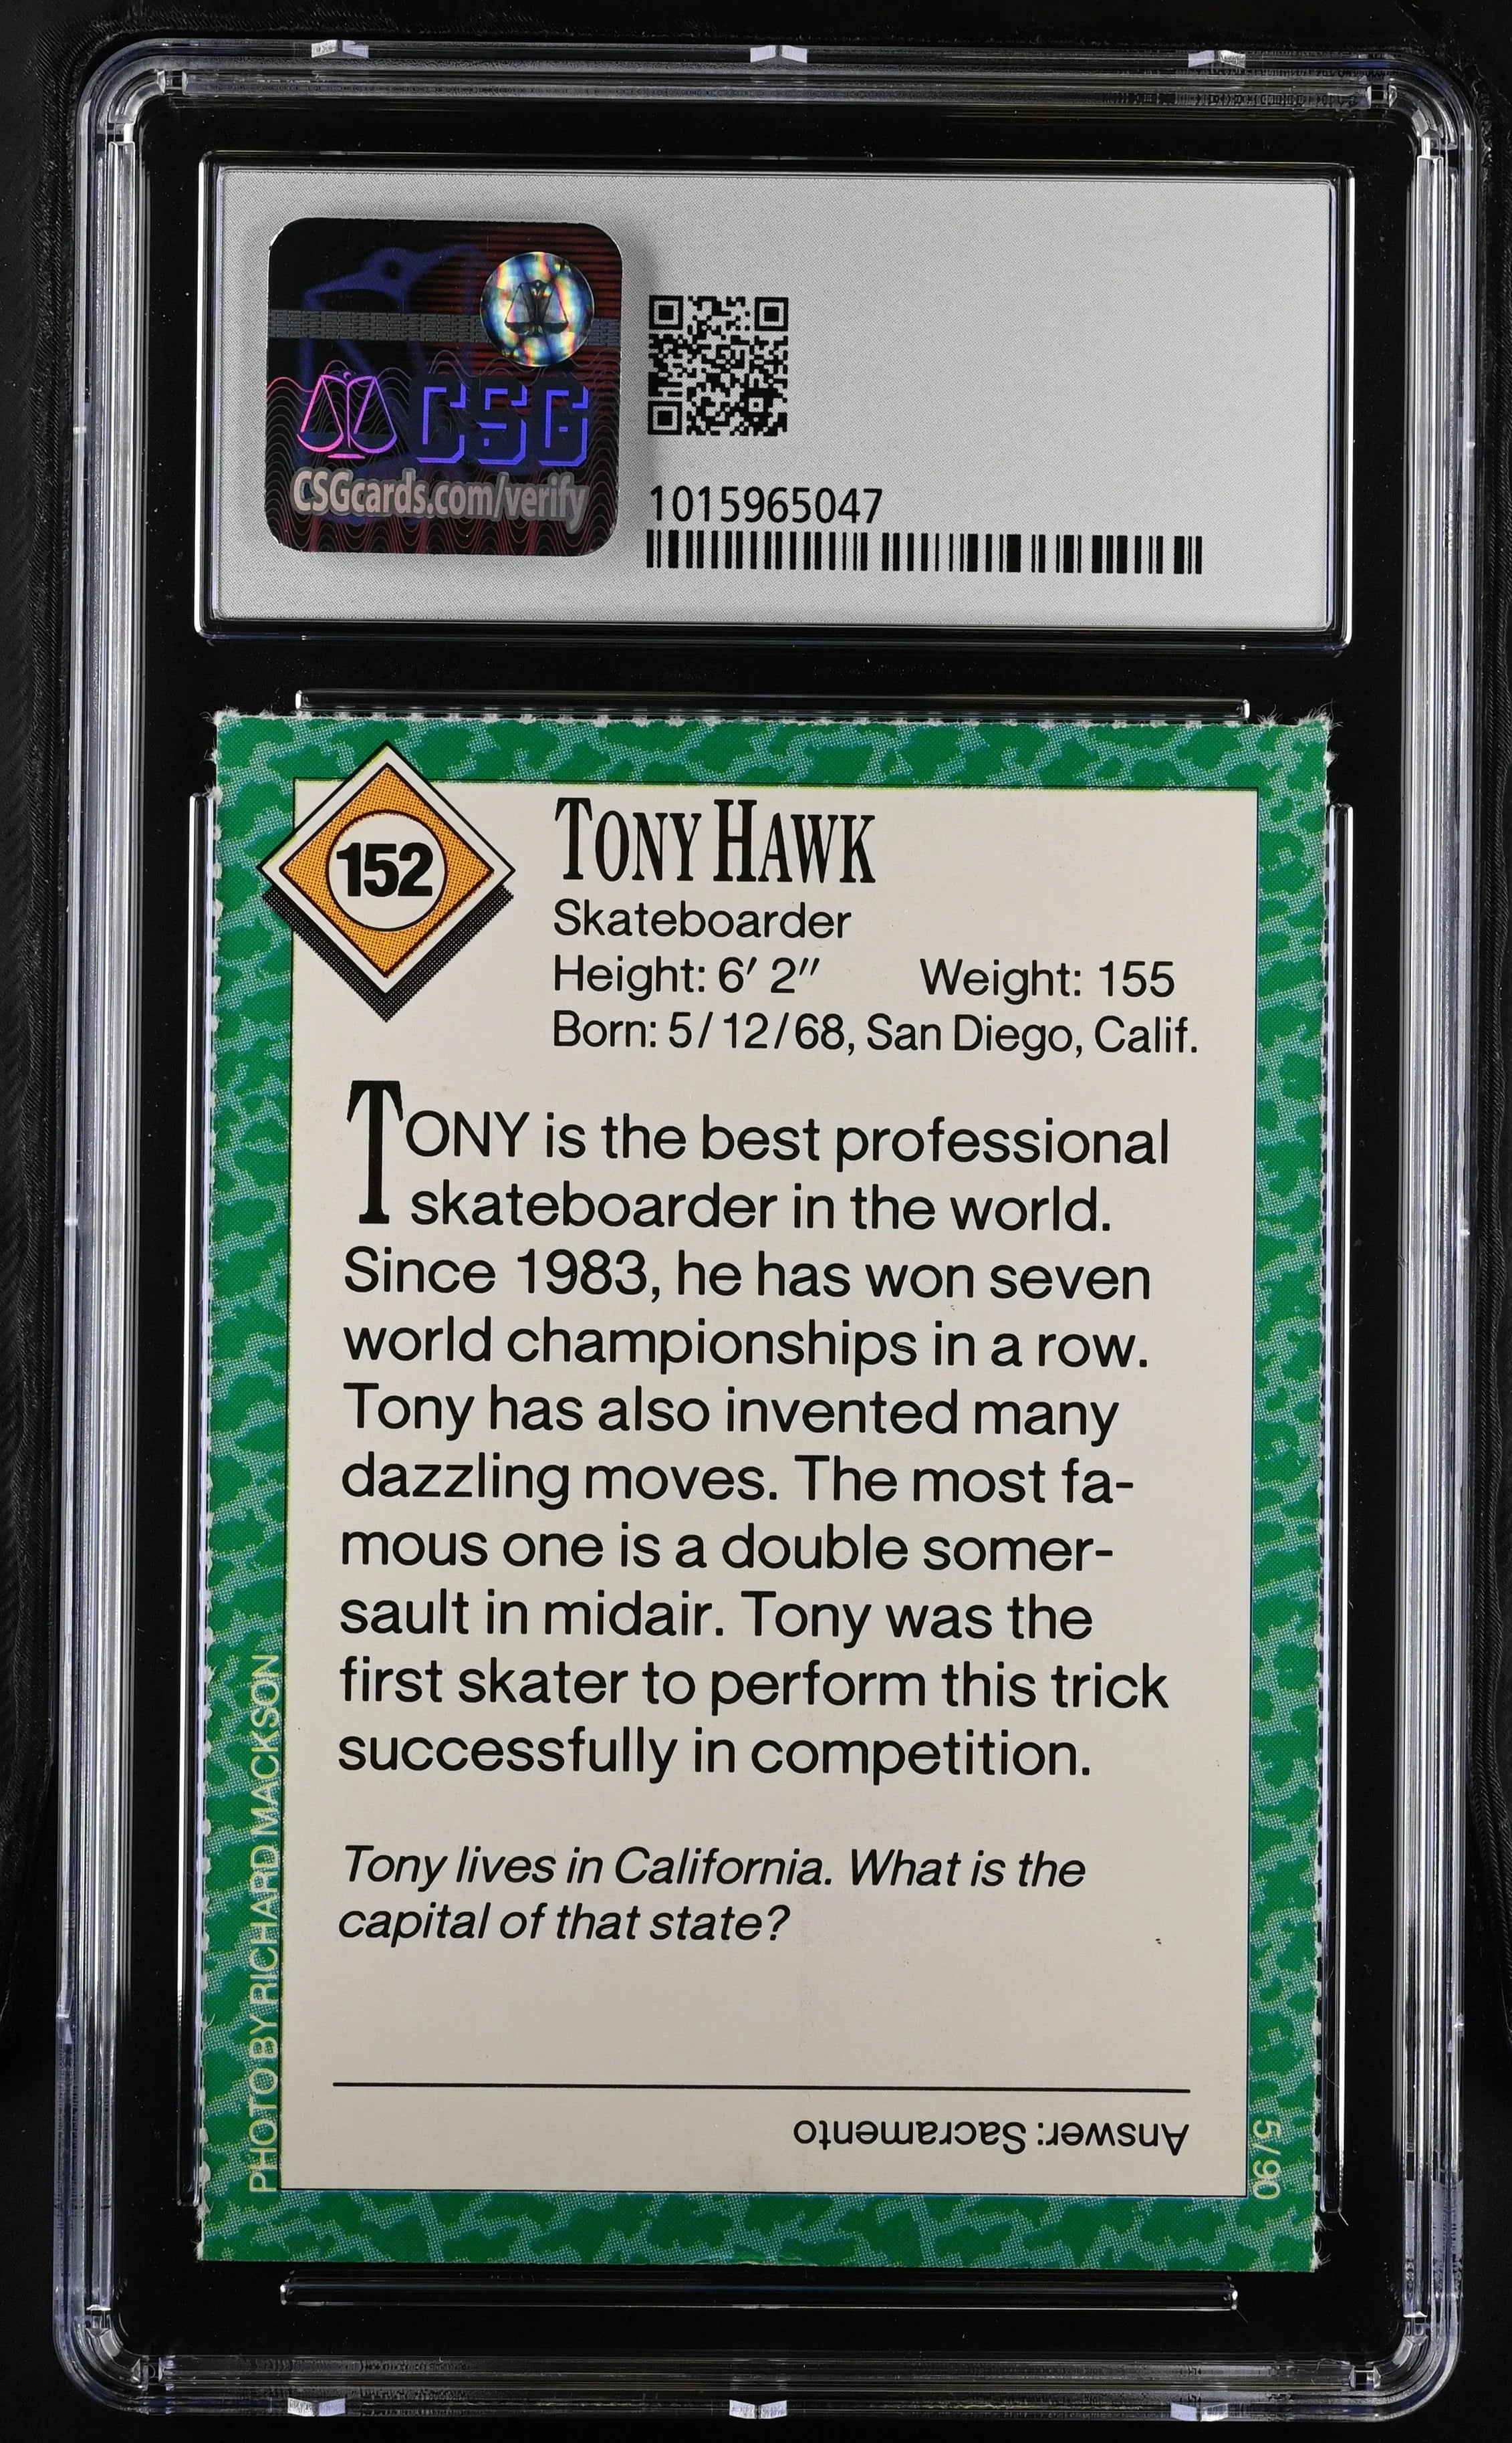 CSG
CSGcards.com/verify
1015965047
152
TONY HAWK
Skateboarder
Height: 6′ 2″ Weight: 155
Born: 5/12/68, San Diego, Calif.
TONY is the best professional
skateboarder in the world.
Since 1983, he has won seven
world championships in a row.
Tony has also invented many
dazzling moves. The most fa-
mous one is a double somer-
sault in midair. Tony was the
first skater to perform this trick
successfully in competition.
Tony lives in California. What is the
capital of that state?
Answer: Sacramento
PHOTO BY RICHARD MACKSON
5/90